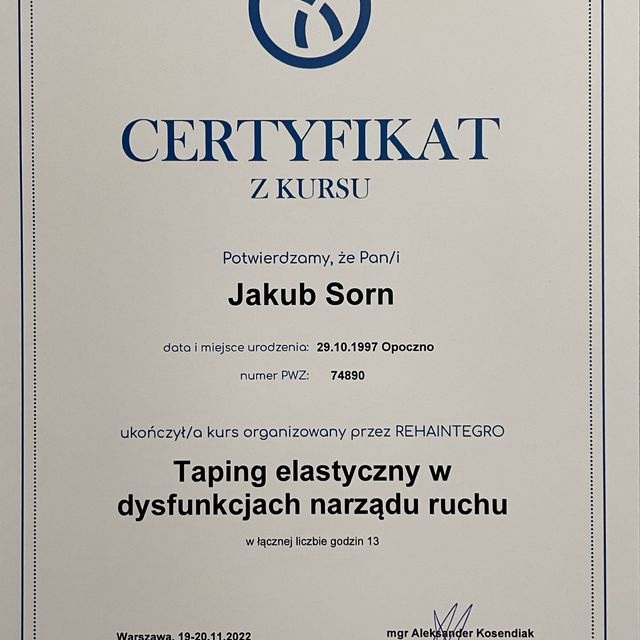 CERTYFIKAT
Z KURSU
Potwierdzamy, że Pan/i
Jakub Sorn
data i miejsce urodzenia: 29.10.1997 Opoczno
numer PWZ: 74890
ukończył/a kurs organizowany przez REHAINTEGRO
Taping elastyczny w
dysfunkcjach narządu ruchu
w łącznej liczbie godzin 13
Warszawa, 19-20.11.2022
mgr Aleksander Kosendiak